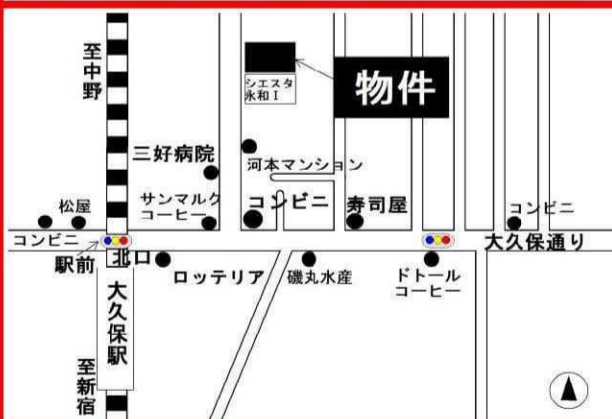 至中野
シエスタ
永和Ⅰ
物件
三好病院
河本マンション
松屋
サンマルク
コーヒー
コンビニ
寿司屋
コンビニ
コンビニ
大久保通り
駅前
北口
ロッテリア
磯丸水産
ドトール
コーヒー
大久保駅
至新宿